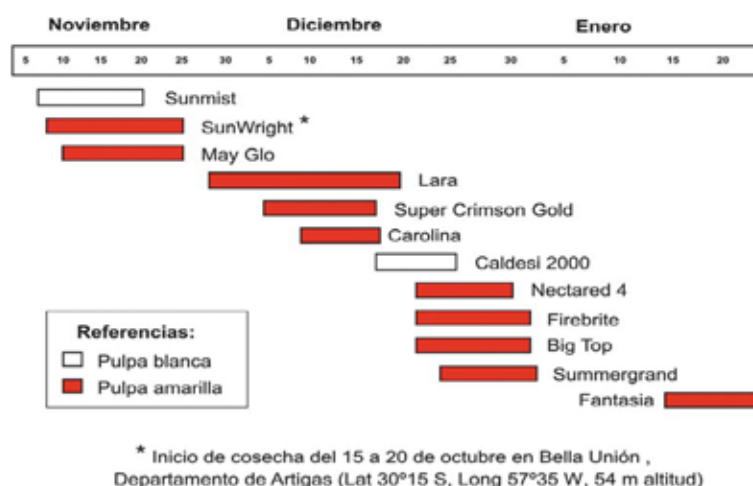 Noviembre Diciembre Enero
5 10 15 20 25 30 5 10 15 20 25 30 5 10 15 20
Sunmist
SunWright *
May Glo
Lara
Super Crimson Gold
Carolina
Caldesi 2000
Nectared 4
Firebrite
Big Top
Summergrand
Fantasia
Referencias:
Pulpa blanca
Pulpa amarilla
* Inicio de cosecha del 15 a 20 de octubre en Bella Unión ,
Departamento de Artigas (Lat 30º15 S, Long 57º35 W, 54 m altitud)